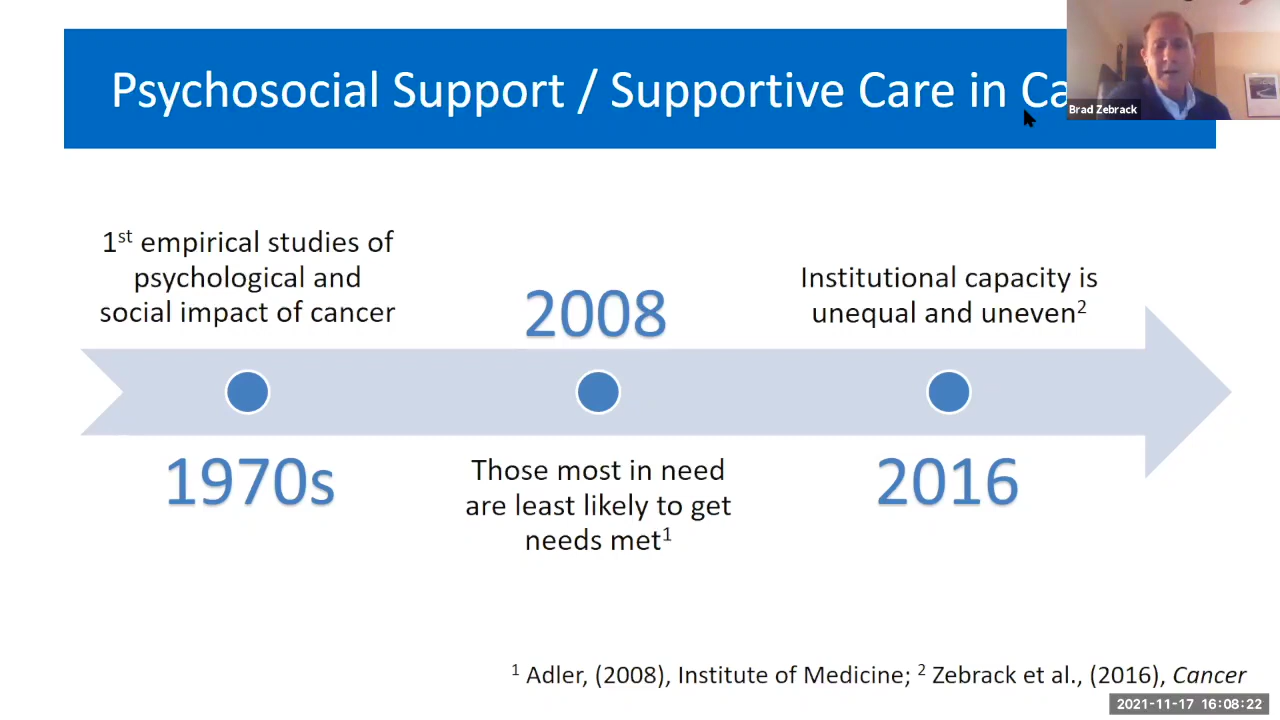 Psychosocial Support / Supportive Care in Ca
Brad Zebrack
1st empirical studies of
psychological and
social impact of cancer
2008
Institutional capacity is
unequal and uneven2
1970s
Those most in need
are least likely to get
needs met1
2016
1 Adler, (2008), Institute of Medicine; 2 Zebrack et al., (2016), Cancer
2021-11-17 16:08:22